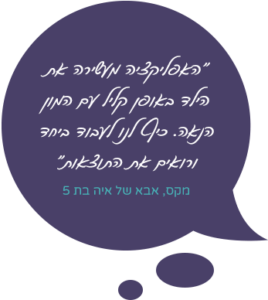 "האפליקציה מעשירה את
הילד באופן קליל עם המון
הנאה. כיף לנו לעבוד ביחד
ורואים את התוצאות"
מקס, אבא של איה בת 5